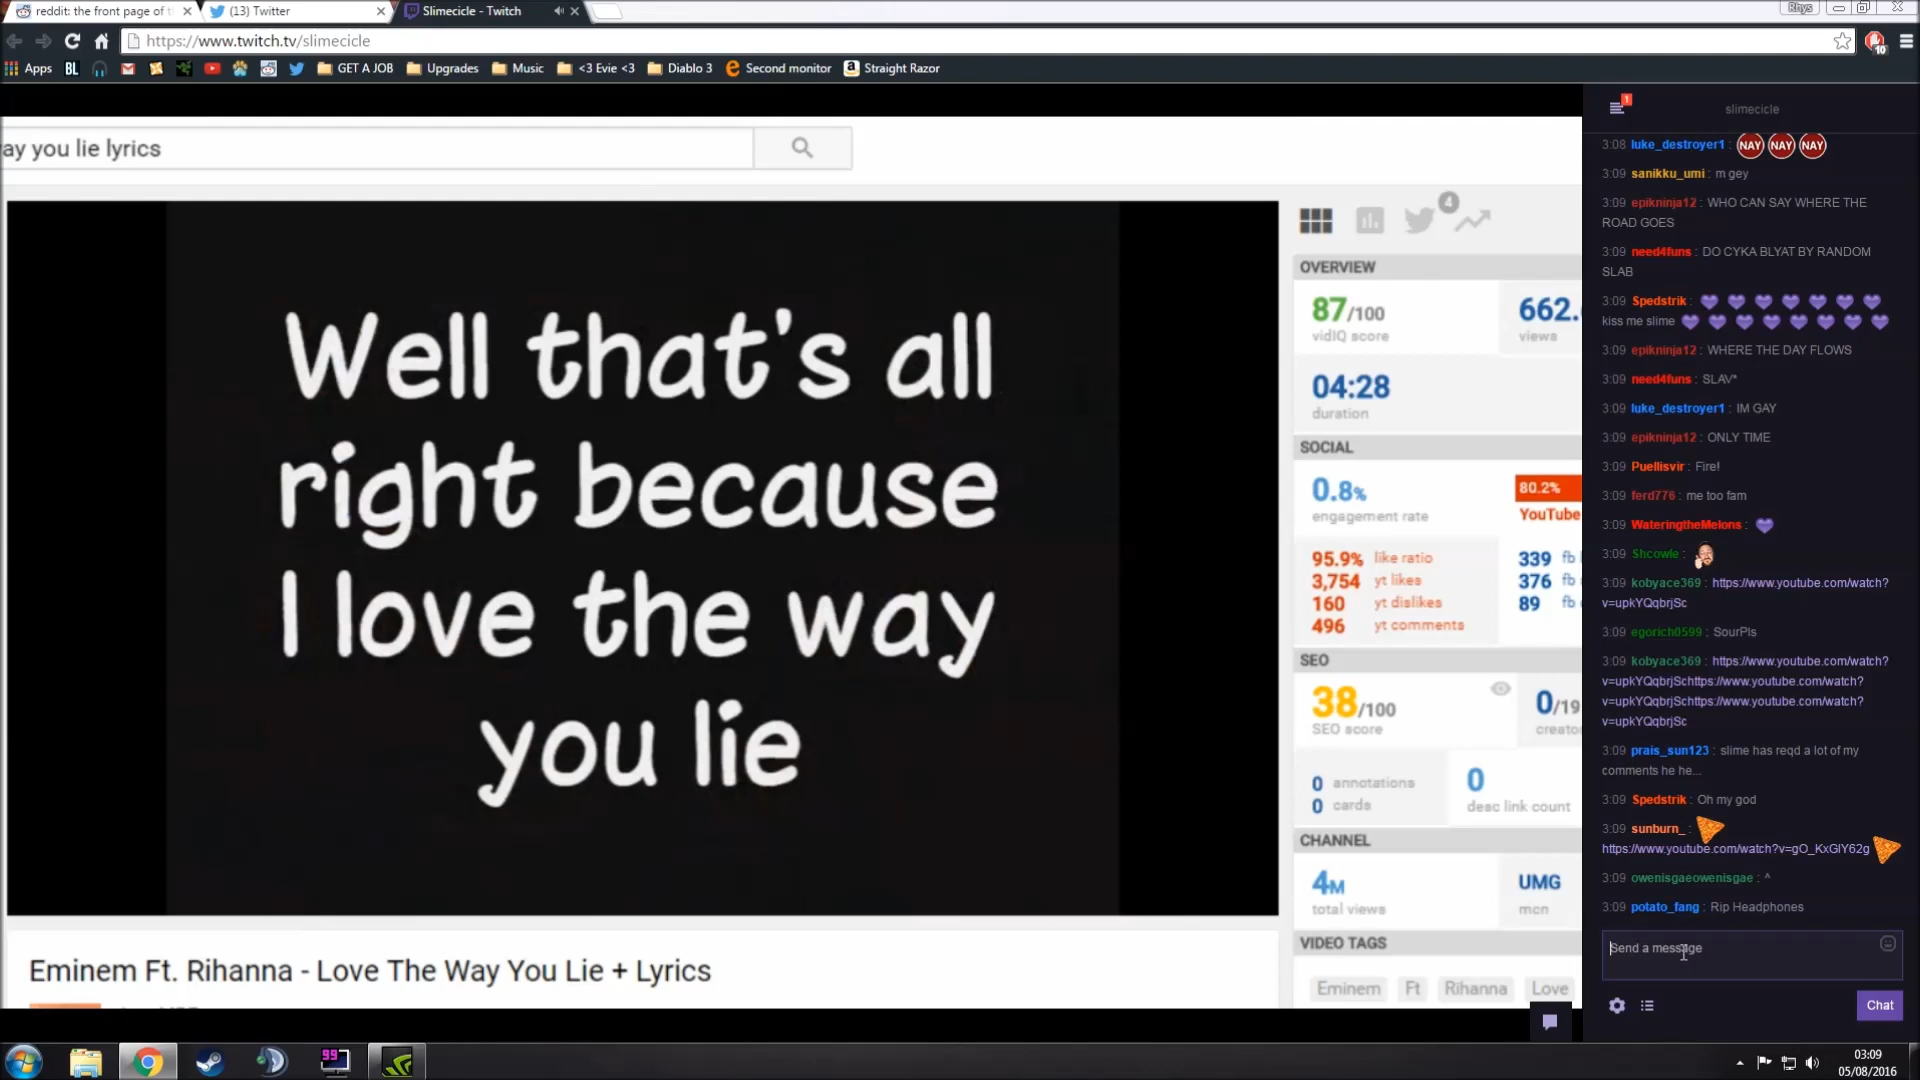 reddit: the front page of t
(13) Twitter
Slimecicle - Twitch
Rhys
https://www.twitch.tv/slimecicle
10
Apps
BL
GET A JOB
Upgrades
Music
<3 Evie <3
Diablo 3
Second monitor
Straight Razor
ay you lie lyrics
Well that's all
right because
I love the way
you lie
Eminem Ft. Rihanna - Love The Way You Lie + Lyrics
4
OVERVIEW
87/100
vidIQ score
662.
views
04:28
duration
SOCIAL
0.8%
engagement rate
80.2%
YouTube
95.9% like ratio
3,754 yt likes
160 yt dislikes
496 yt comments
339 fb
376 fb
89 fb
SEO
38/100
SEO score
0/19
creator
0 annotations
0 cards
0
desc link count
CHANNEL
4M
total views
UMG
mcn
VIDEO TAGS
Eminem
Ft
Rihanna
Love
1
slimecicle
3:08 luke_destroyer1 : NAY NAY NAY
3:09 sanikku_umi : m gey
3:09 epikninja12 : WHO CAN SAY WHERE THE
ROAD GOES
3:09 need4funs : DO CYKA BLYAT BY RANDOM
SLAB
3:09 Spedstrik :
kiss me slime
3:09 epikninja12 : WHERE THE DAY FLOWS
3:09 need4funs : SLAV*
3:09 luke_destroyer1 : IM GAY
3:09 epikninja12 : ONLY TIME
3:09 Puellisvir : Fire!
3:09 ferd776 : me too fam
3:09 WateringtheMelons :
3:09 Shcowle :
3:09 kobyace369 : https://www.youtube.com/watch?
v=upkYQqbrjSc
3:09 egorich0599 : SourPls
3:09 kobyace369 : https://www.youtube.com/watch?
v=upkYQqbrjSchttps://www.youtube.com/watch?
v=upkYQqbrjSchttps://www.youtube.com/watch?
v=upkYQqbrjSc
3:09 prais_sun123 : slime has reqd a lot of my
comments he he...
3:09 Spedstrik : Oh my god
3:09 sunburn_ :
https://www.youtube.com/watch?v=gO_KxGlY62g
3:09 owenisgaeowenisgae : ^
3:09 potato_fang : Rip Headphones
Send a message
Chat
99
03:09
05/08/2016